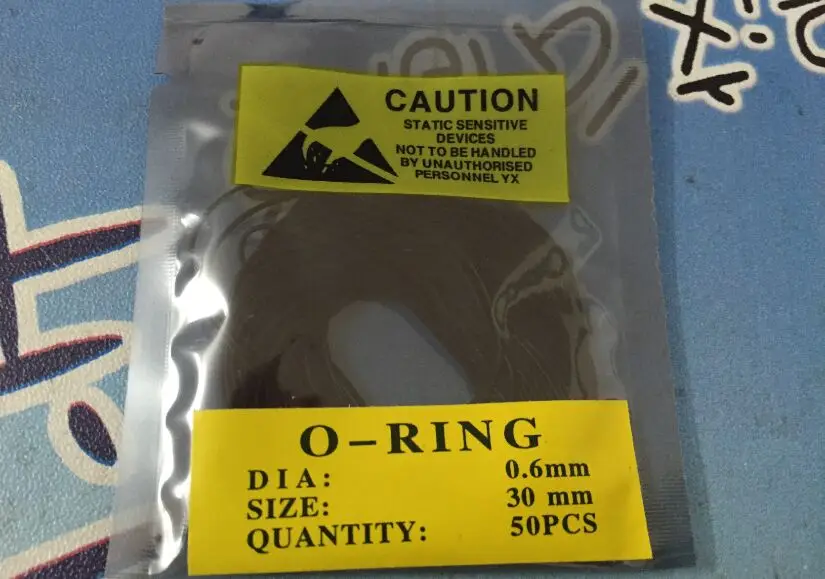 CAUTION
STATIC SENSITIVE
DEVICES
NOT TO BE HANDLED
BY UNAUTHORISED
PERSONNEL YX
O-RING
DIA: 0.6mm
SIZE: 30 mm
QUANTITY: 50PCS